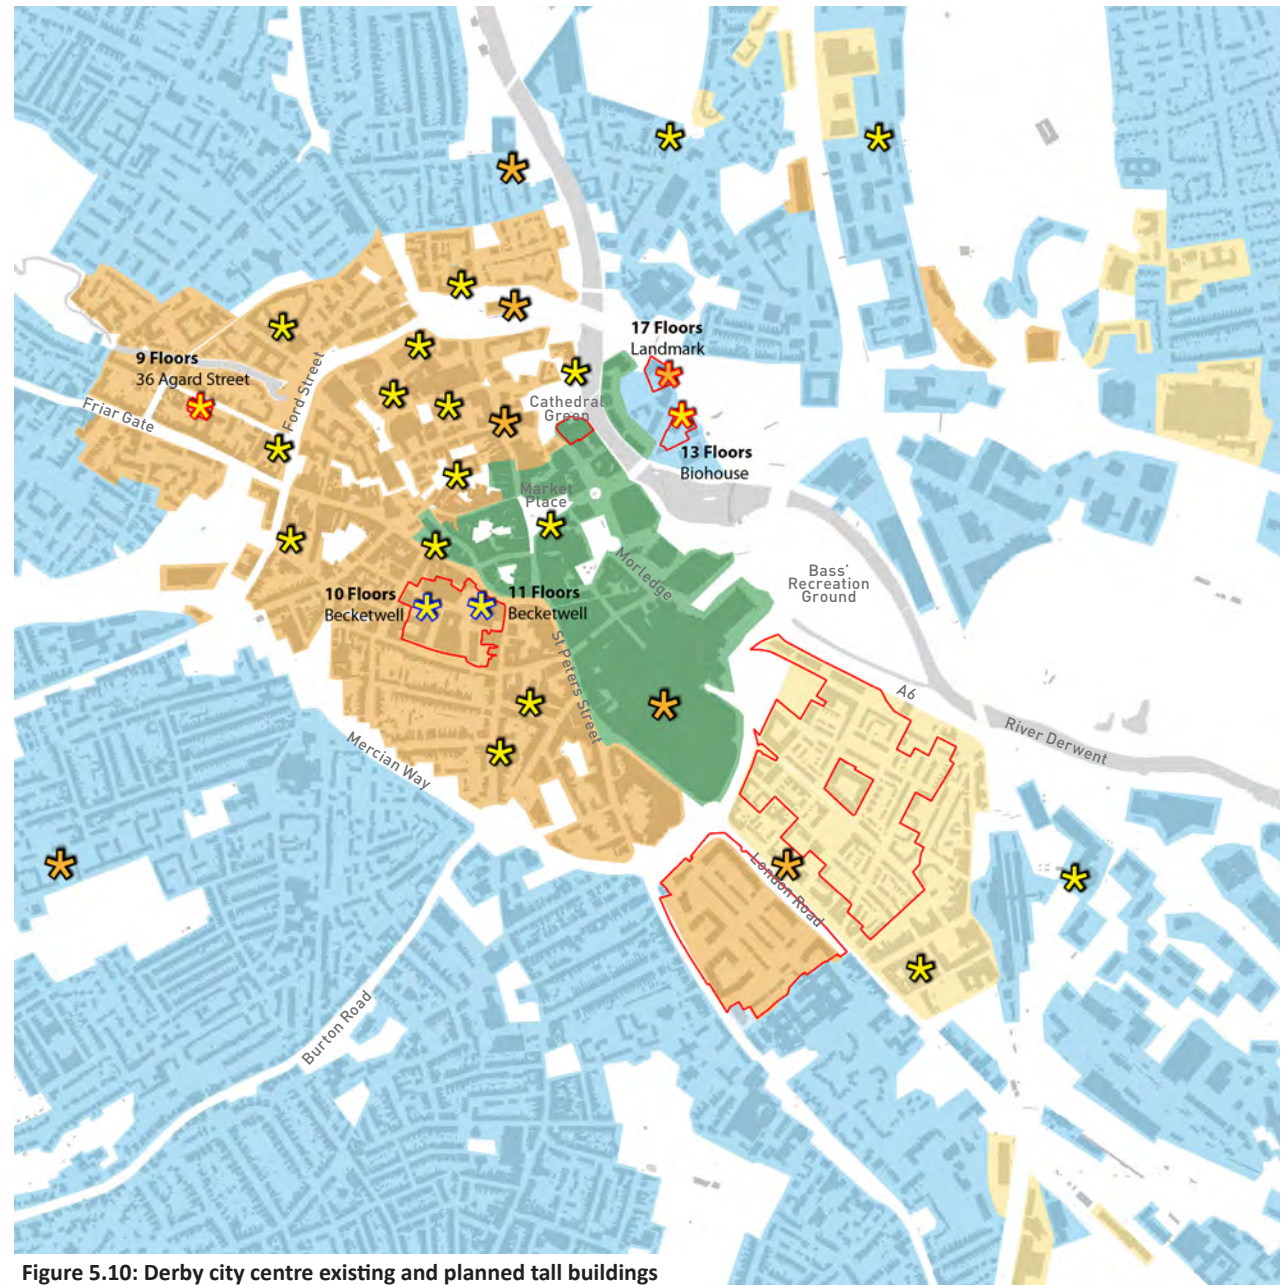 17 Floors
Landmark
9 Floors
36 Agard Street
Ford Street
Friar Gate
Cathedral
Green
13 Floors
Biohouse
Market
Place
Morledge
Bass'
Recreation
Ground
10 Floors
Becketwell
11 Floors
Becketwell
St Peters Street
A6
River Derwent
Mercian Way
London Road
Burton Road
Figure 5.10: Derby city centre existing and planned tall buildings